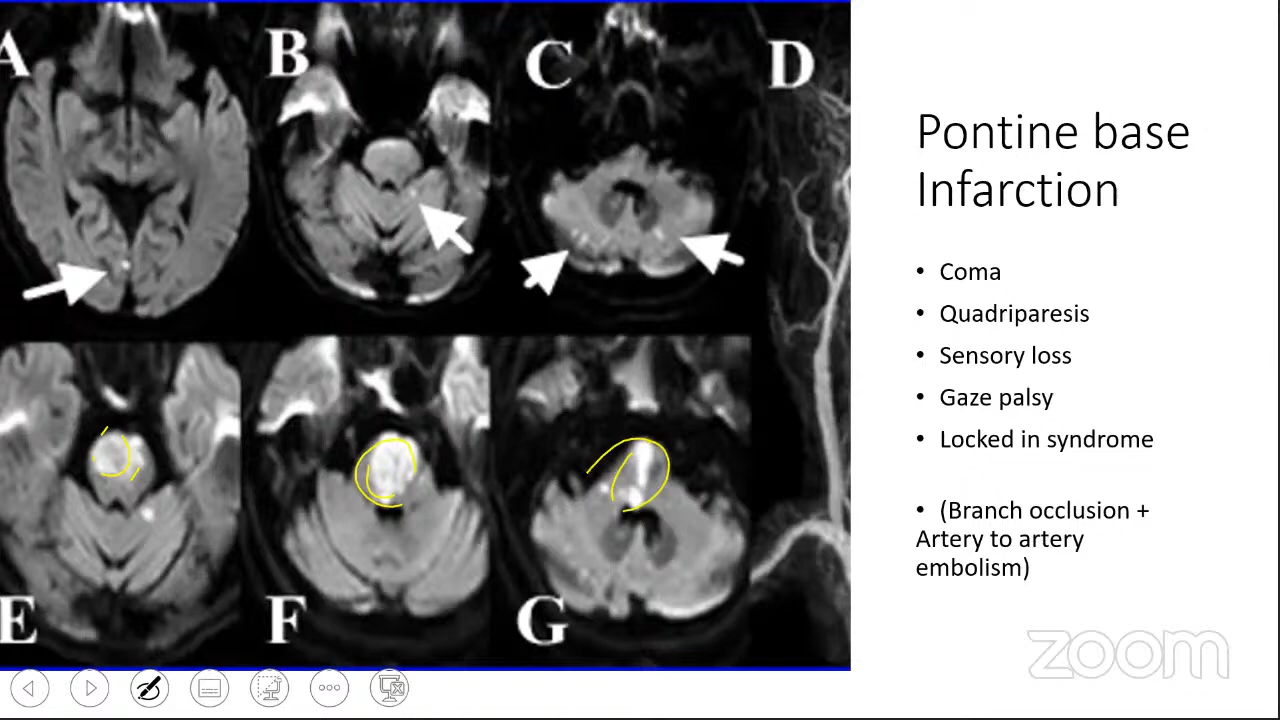 A
B
C
D
E
F
G
Pontine base
Infarction
• Coma
• Quadriparesis
• Sensory loss
• Gaze palsy
• Locked in syndrome
• (Branch occlusion +
Artery to artery
embolism)
zoom